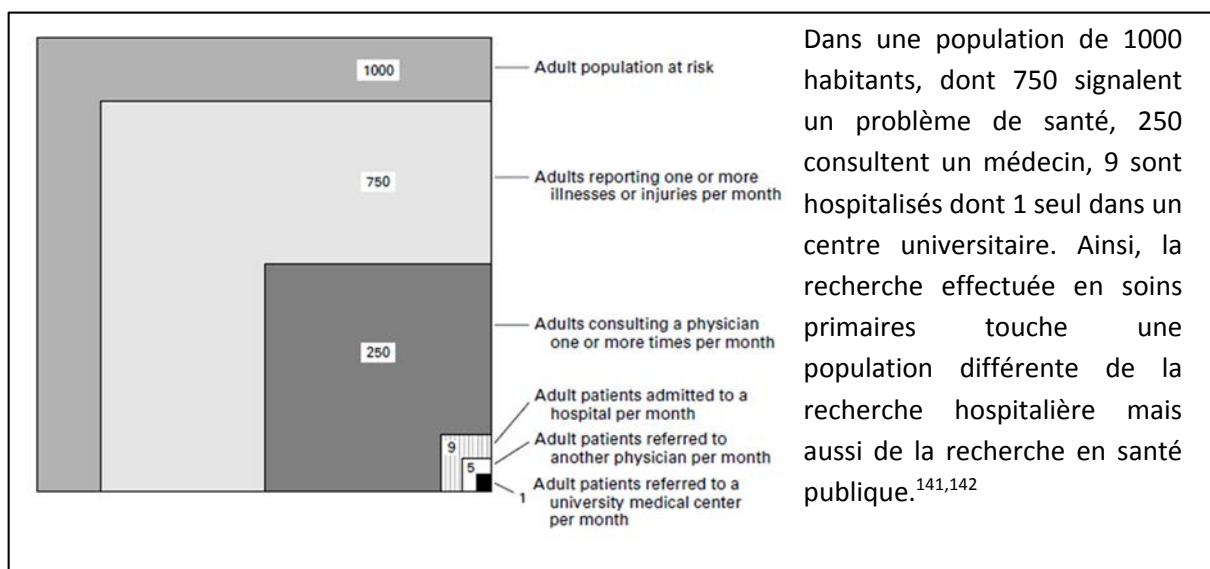 1000
Adult population at risk
750
Adults reporting one or more
illnesses or injuries per month
250
Adults consulting a physician
one or more times per month
9
Adult patients admitted to a
hospital per month
5
Adult patients referred to
another physician per month
1
Adult patients referred to a
university medical center
per month
Dans une population de 1000
habitants, dont 750 signalent
un problème de santé, 250
consultent un médecin, 9 sont
hospitalisés dont 1 seul dans un
centre universitaire. Ainsi, la
recherche effectuée en soins
primaires touche une
population différente de la
recherche hospitalière mais
aussi de la recherche en santé
publique.141,142